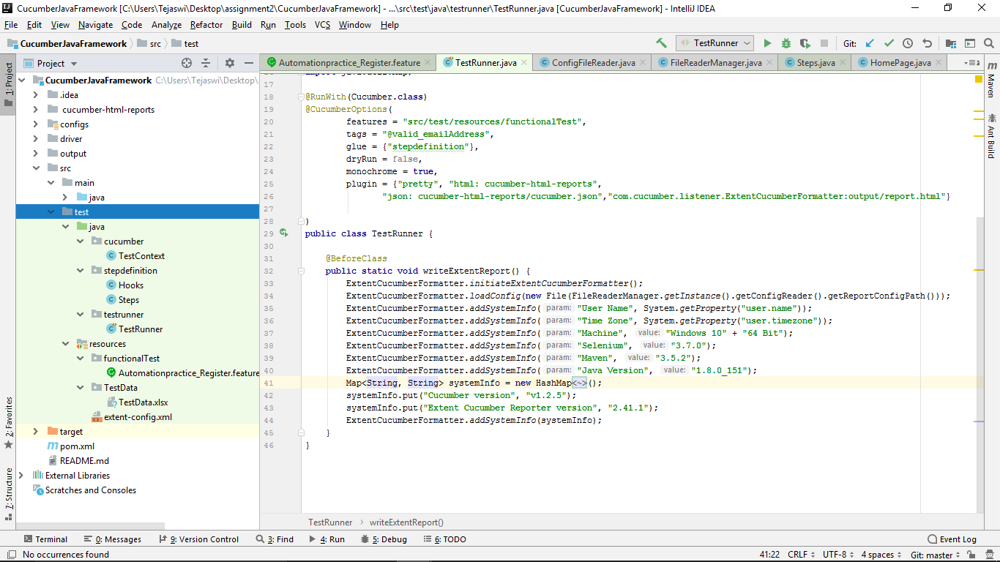 CucumberJavaFramework [C:\Users\Tejaswi\Desktop\assignment2\CucumberJavaFramework] - ...\src\test\java\testrunner\TestRunner.java [CucumberJavaFramework] - IntelliJ IDEA
File Edit View Navigate Code Analyze Refactor Build Run Tools VCS Window Help
CucumberJavaFramework src test
TestRunner Git:
Project
Automationpractice_Register.feature TestRunner.java ConfigFileReader.java FileReaderManager.java Steps.java HomePage.java
1: Project
2: Favorites
7: Structure
CucumberJavaFramework C:\Users\Tejaswi\Desktop\
.idea
cucumber-html-reports
configs
driver
output
src
main
java
test
java
cucumber
TestContext
stepdefinition
Hooks
Steps
testrunner
TestRunner
resources
functionalTest
Automationpractice_Register.feature
TestData
TestData.xlsx
extent-config.xml
target
pom.xml
README.md
External Libraries
Scratches and Consoles
17
18 @RunWith(Cucumber.class)
19 @CucumberOptions(
20 features = "src/test/resources/functionalTest",
21 tags = "@valid_emailAddress",
22 glue = {"stepdefinition"},
23 dryRun = false,
24 monochrome = true,
25 plugin = {"pretty", "html: cucumber-html-reports",
26 "json: cucumber-html-reports/cucumber.json","com.cucumber.listener.ExtentCucumberFormatter:output/report.html"}
27
28 )
29 public class TestRunner {
30
31 @BeforeClass
32 public static void writeExtentReport() {
33 ExtentCucumberFormatter.initiateExtentCucumberFormatter();
34 ExtentCucumberFormatter.loadConfig(new File(FileReaderManager.getInstance().getConfigReader().getReportConfigPath()));
35 ExtentCucumberFormatter.addSystemInfo( param: "User Name", System.getProperty("user.name"));
36 ExtentCucumberFormatter.addSystemInfo( param: "Time Zone", System.getProperty("user.timezone"));
37 ExtentCucumberFormatter.addSystemInfo( param: "Machine", value: "Windows 10" + "64 Bit");
38 ExtentCucumberFormatter.addSystemInfo( param: "Selenium", value: "3.7.0");
39 ExtentCucumberFormatter.addSystemInfo( param: "Maven", value: "3.5.2");
40 ExtentCucumberFormatter.addSystemInfo( param: "Java Version", value: "1.8.0_151");
41 Map<String, String> systemInfo = new HashMap<~>();
42 systemInfo.put("Cucumber version", "v1.2.5");
43 systemInfo.put("Extent Cucumber Reporter version", "2.41.1");
44 ExtentCucumberFormatter.addSystemInfo(systemInfo);
45 }
46 }
TestRunner writeExtentReport()
3
Maven
Ant Build
Terminal 0: Messages 9: Version Control 3: Find 4: Run 5: Debug 6: TODO Event Log
No occurrences found 41:22 CRLF UTF-8 4 spaces Git: master